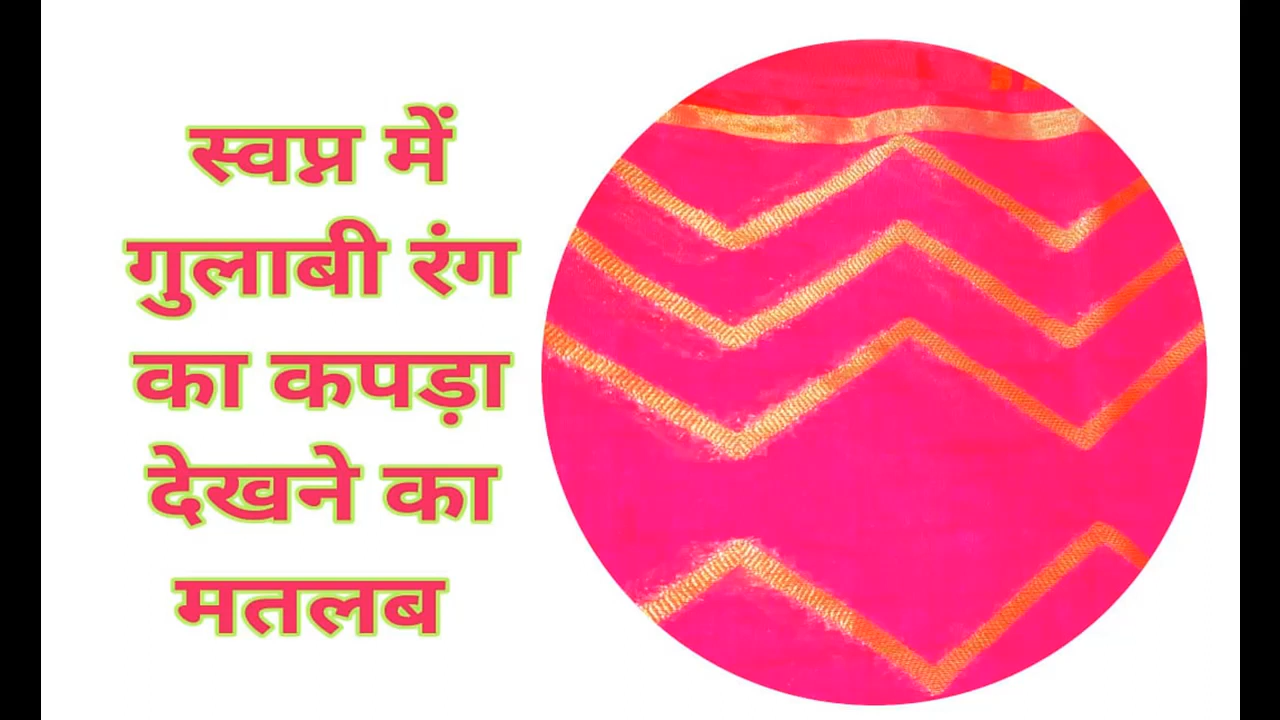 स्वप्न में
गुलाबी रंग
का कपड़ा
देखने का
मतलब